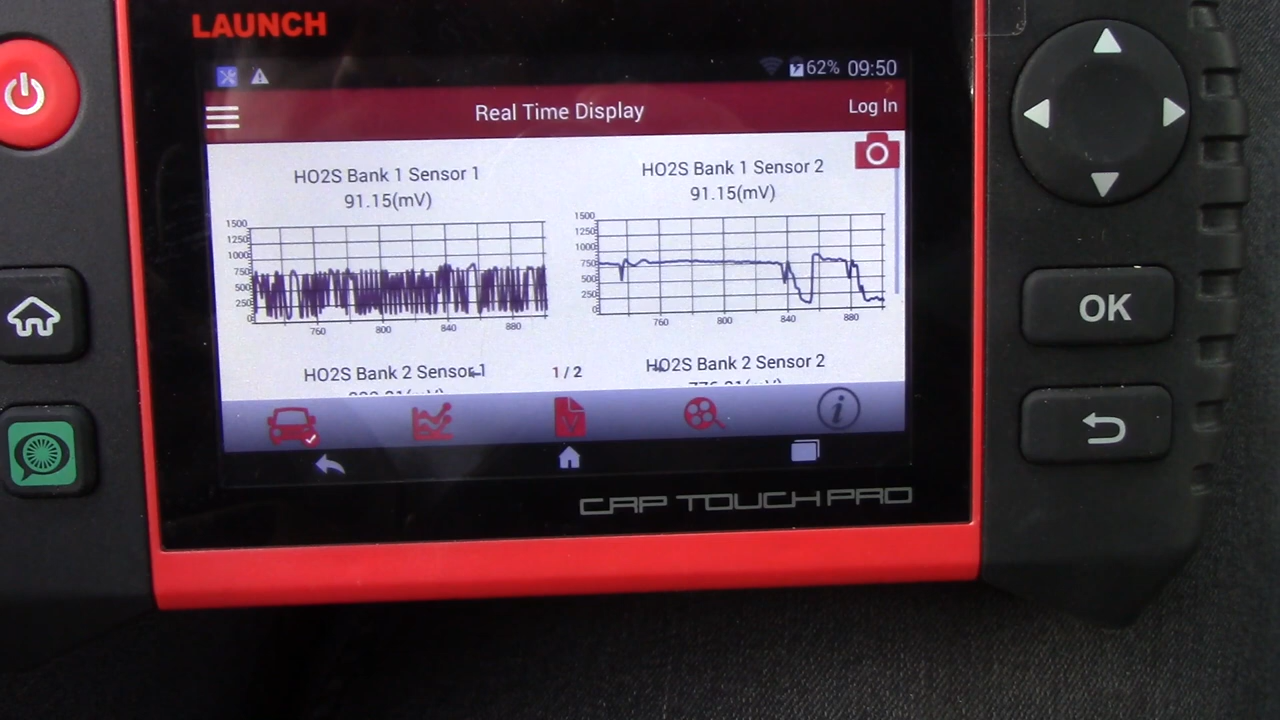 LAUNCH
62% 09:50
Real Time Display
Log In
HO2S Bank 1 Sensor 1
91.15(mV)
1500
1250
1000
750
500
250
0
760 800 840 880
HO2S Bank 1 Sensor 2
91.15(mV)
1500
1250
1000
750
500
250
0
760 800 840 880
HO2S Bank 2 Sensor 1
1 / 2
HO2S Bank 2 Sensor 2
OK
CRP TOUCH PRO